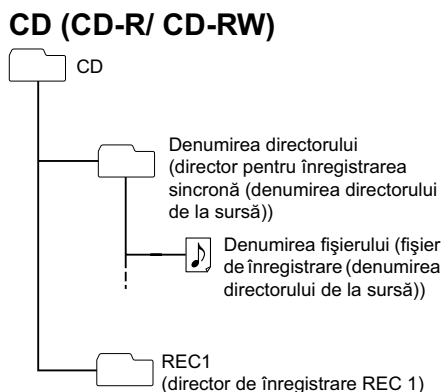 CD (CD-R/ CD-RW)
CD
Denumirea directorului
(director pentru înregistrarea
sincronă (denumirea directorului
de la sursă))
Denumirea fişierului (fişier
de înregistrare (denumirea
directorului de la sursă))
REC1
(director de înregistrare REC 1)